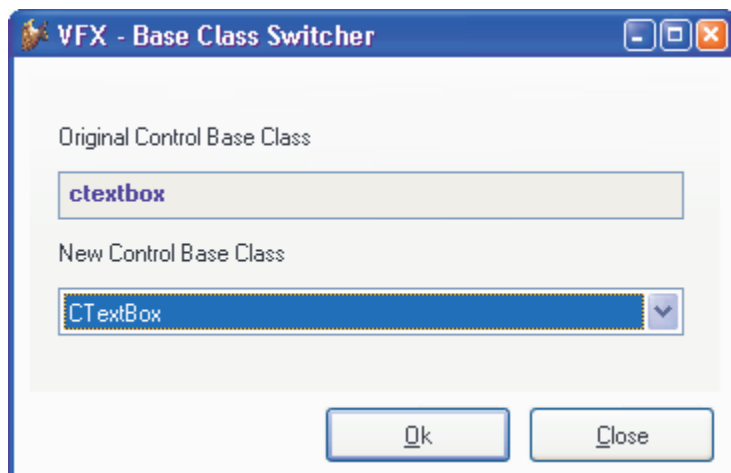 VFX - Base Class Switcher
Original Control Base Class
ctextbox
New Control Base Class
CTextBox
Ok
Close